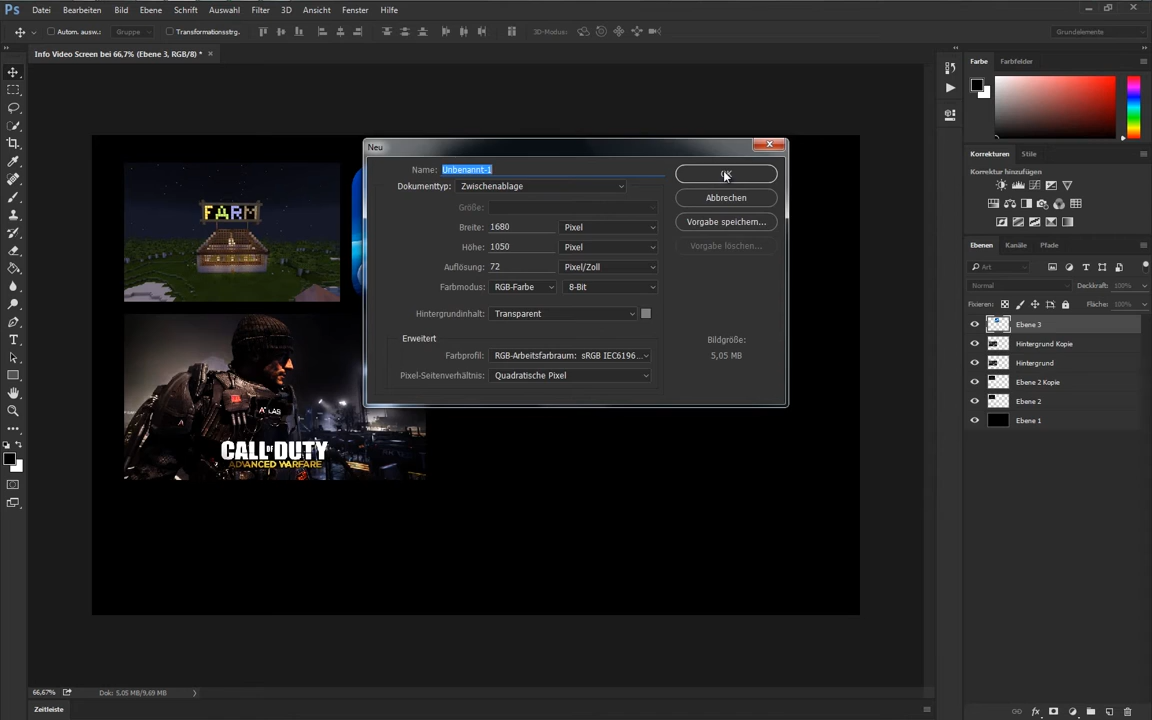 Ps Datei Bearbeiten Bild Ebene Schrift Auswahl Filter 3D Ansicht Fenster Hilfe
Autom. ausw.: Gruppe Transformationsstrg. 3D-Modus: Grundelemente
Info Video Screen bei 66,7% (Ebene 3, RGB/8) *
Farbe Farbfelder
Neu
Name: Unbenannt-1
OK
Dokumenttyp: Zwischenablage
Abbrechen
Größe:
Breite: 1680 Pixel
Vorgabe speichern...
Höhe: 1050 Pixel
Vorgabe löschen...
Auflösung: 72 Pixel/Zoll
Farbmodus: RGB-Farbe 8-Bit
Hintergrundinhalt: Transparent
Erweitert
Bildgröße:
5,05 MB
Farbprofil: RGB-Arbeitsfarbraum: sRGB IEC6196...
Pixel-Seitenverhältnis: Quadratische Pixel
FARM
CALL OF DUTY
ADVANCED WARFARE
Korrekturen Stile
Korrektur hinzufügen
Ebenen Kanäle Pfade
Art
Normal Deckkraft: 100%
Fixieren: Fläche: 100%
Ebene 3
Hintergrund Kopie
Hintergrund
Ebene 2 Kopie
Ebene 2
Ebene 1
66,67% Dok: 5,05 MB/9,69 MB
Zeitleiste